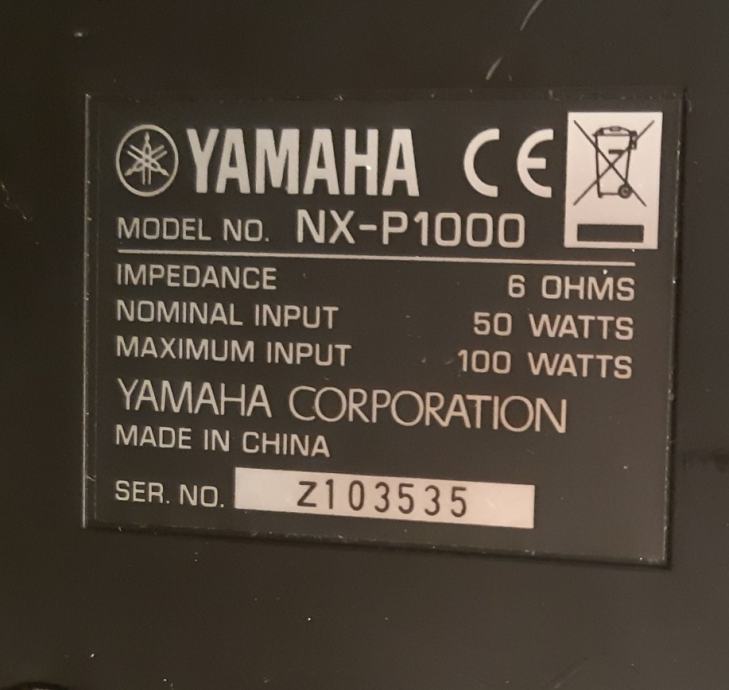 YAMAHA CE
MODEL NO. NX-P1000
IMPEDANCE 6 OHMS
NOMINAL INPUT 50 WATTS
MAXIMUM INPUT 100 WATTS
YAMAHA CORPORATION
MADE IN CHINA
SER. NO. Z103535